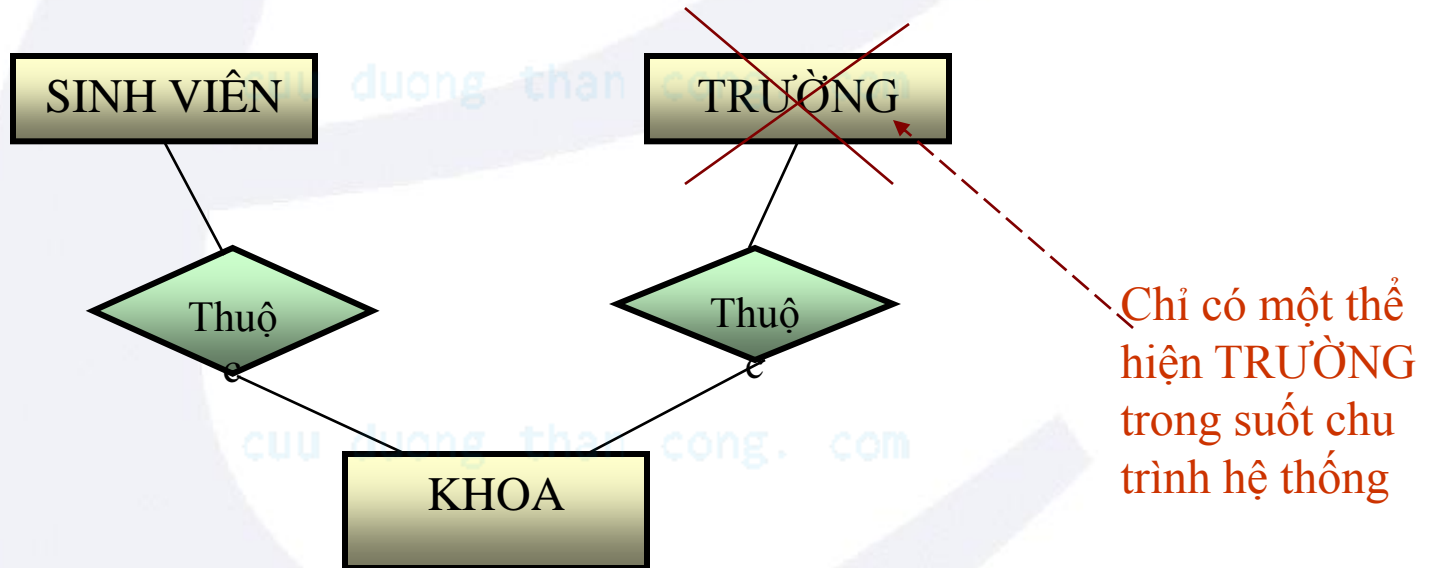 cuu duong than cong. com
SINH VIÊN
TRƯỜNG
Thuộ
c
Thuộ
c
Chỉ có một thể
hiện TRƯỜNG
trong suốt chu
trình hệ thống
cuu duong than cong. com
KHOA